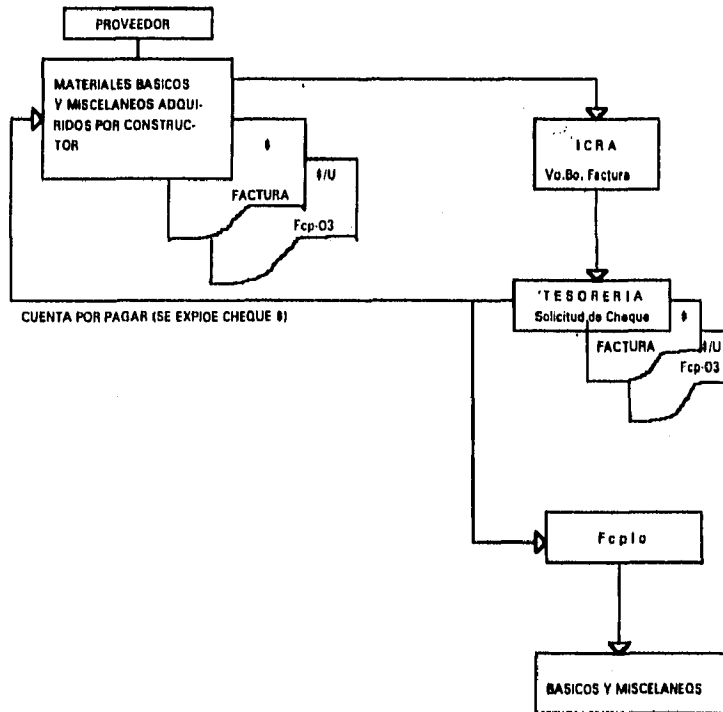 PROVEEDOR
MATERIALES BASICOS
Y MISCELANEOS ADQUI-
RIDOS POR CONSTRUC-
TOR
$
FACTURA
$/U
Fcp-03
ICRA
Vo.Bo. Factura
TESORERIA
Solicitud de Cheque
$
FACTURA
$/U
Fcp-03
CUENTA POR PAGAR (SE EXPIDE CHEQUE $)
Fcplo
BASICOS Y MISCELANEOS